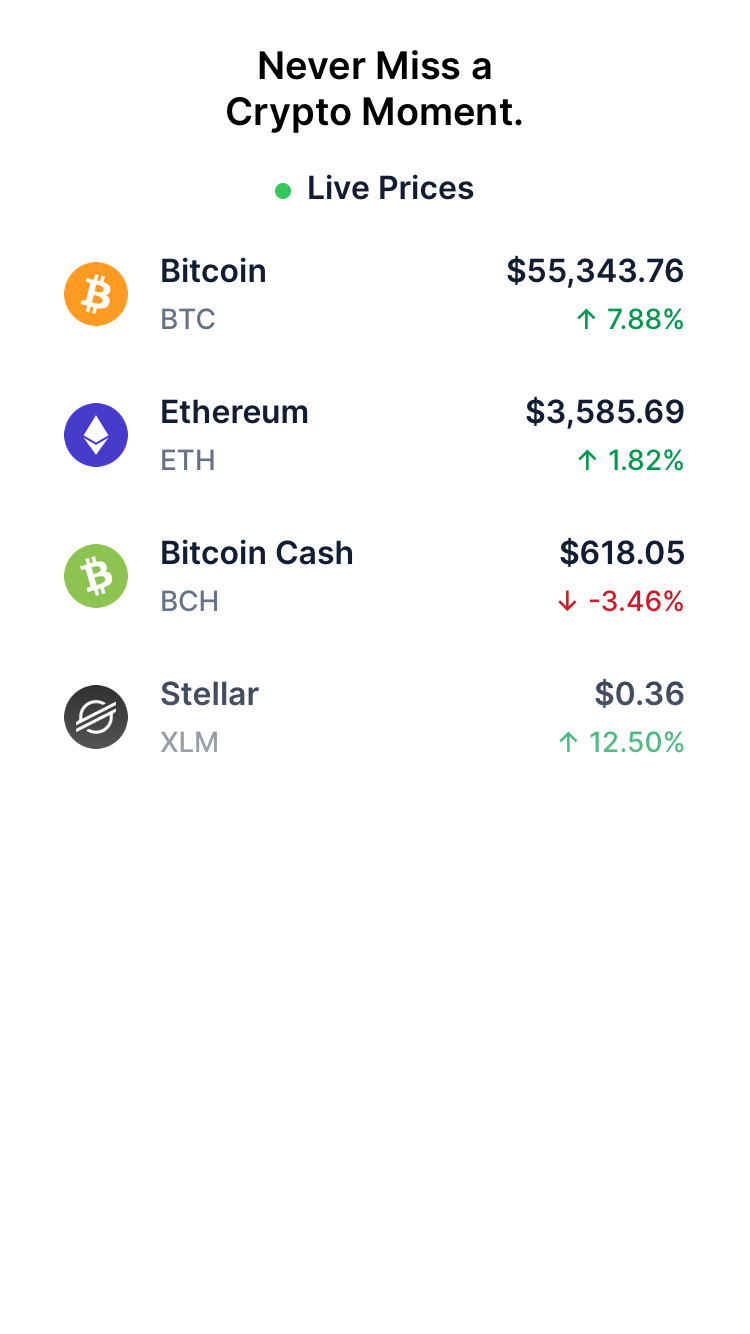 Never Miss a
Crypto Moment.
Live Prices
Bitcoin $55,343.76
BTC ↑ 7.88%
Ethereum $3,585.69
ETH ↑ 1.82%
Bitcoin Cash $618.05
BCH ↓ -3.46%
Stellar $0.36
XLM ↑ 12.50%